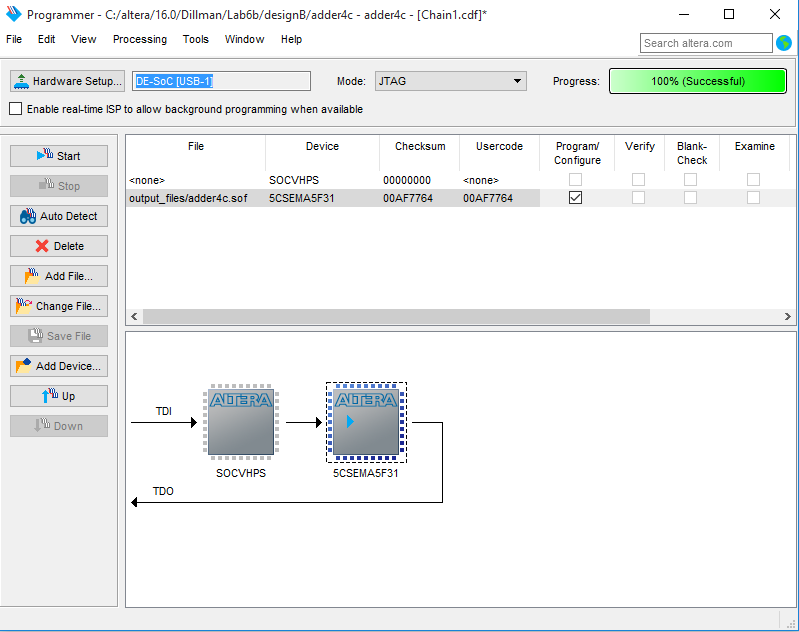 Programmer - C:/altera/16.0/Dillman/Lab6b/designB/adder4c - adder4c - [Chain1.cdf]*
File Edit View Processing Tools Window Help
Search altera.com
Hardware Setup... DE-SoC [USB-1] Mode: JTAG Progress: 100% (Successful)
Enable real-time ISP to allow background programming when available
Start
Stop
Auto Detect
Delete
Add File...
Change File...
Save File
Add Device...
Up
Down
File Device Checksum Usercode Program/ Verify Blank- Examine
Configure Check
<none> SOCVHPS 00000000 <none>
output_files/adder4c.sof 5CSEMA5F31 00AF7764 00AF7764
ALTERA ALTERA
TDI
SOCVHPS 5CSEMA5F31
TDO